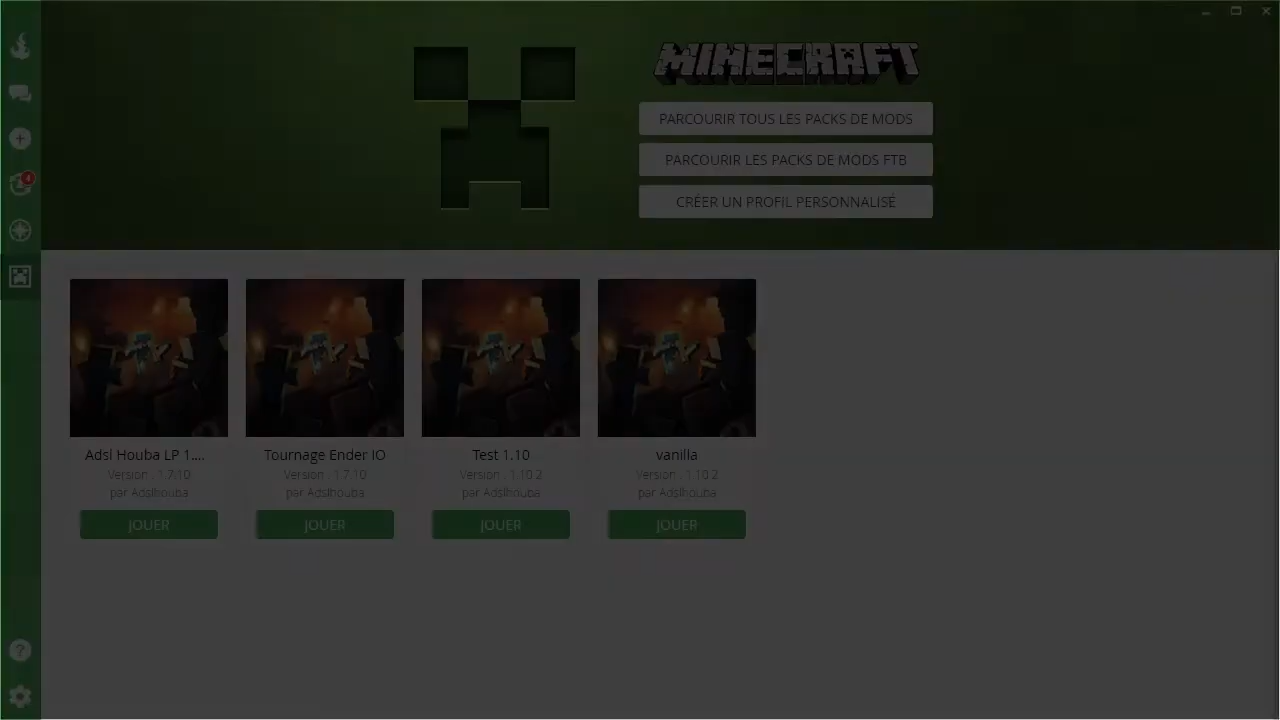 MINECRAFT
PARCOURIR TOUS LES PACKS DE MODS
PARCOURIR LES PACKS DE MODS FTB
CRÉER UN PROFIL PERSONNALISÉ
4
Adsl Houba LP 1....
Version : 1.7.10
par Adslhouba
JOUER
Tournage Ender IO
Version : 1.7.10
par Adslhouba
JOUER
Test 1.10
Version : 1.10.2
par Adslhouba
JOUER
vanilla
Version : 1.10.2
par Adslhouba
JOUER